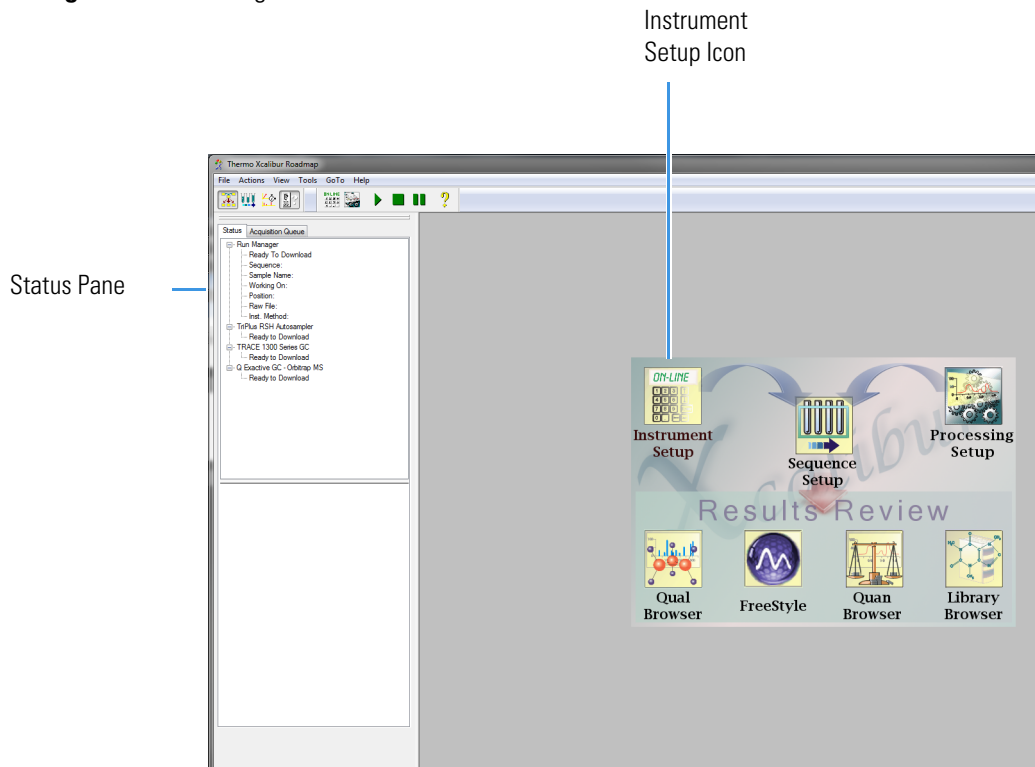 Instrument
Setup Icon
Thermo Xcalibur Roadmap
File Actions View Tools GoTo Help
Status Acquisition Queue
Run Manager
Ready To Download
Sequence:
Sample Name:
Working On:
Position:
Raw File:
Inst. Method:
TriPlus RSH Autosampler
Ready to Download
TRACE 1300 Series GC
Ready to Download
Q Exactive GC - Orbitrap MS
Ready to Download
Status Pane
ON-LINE
Instrument
Setup
Sequence
Setup
Processing
Setup
Xcalibur
Results Review
Qual
Browser
FreeStyle
Quan
Browser
Library
Browser